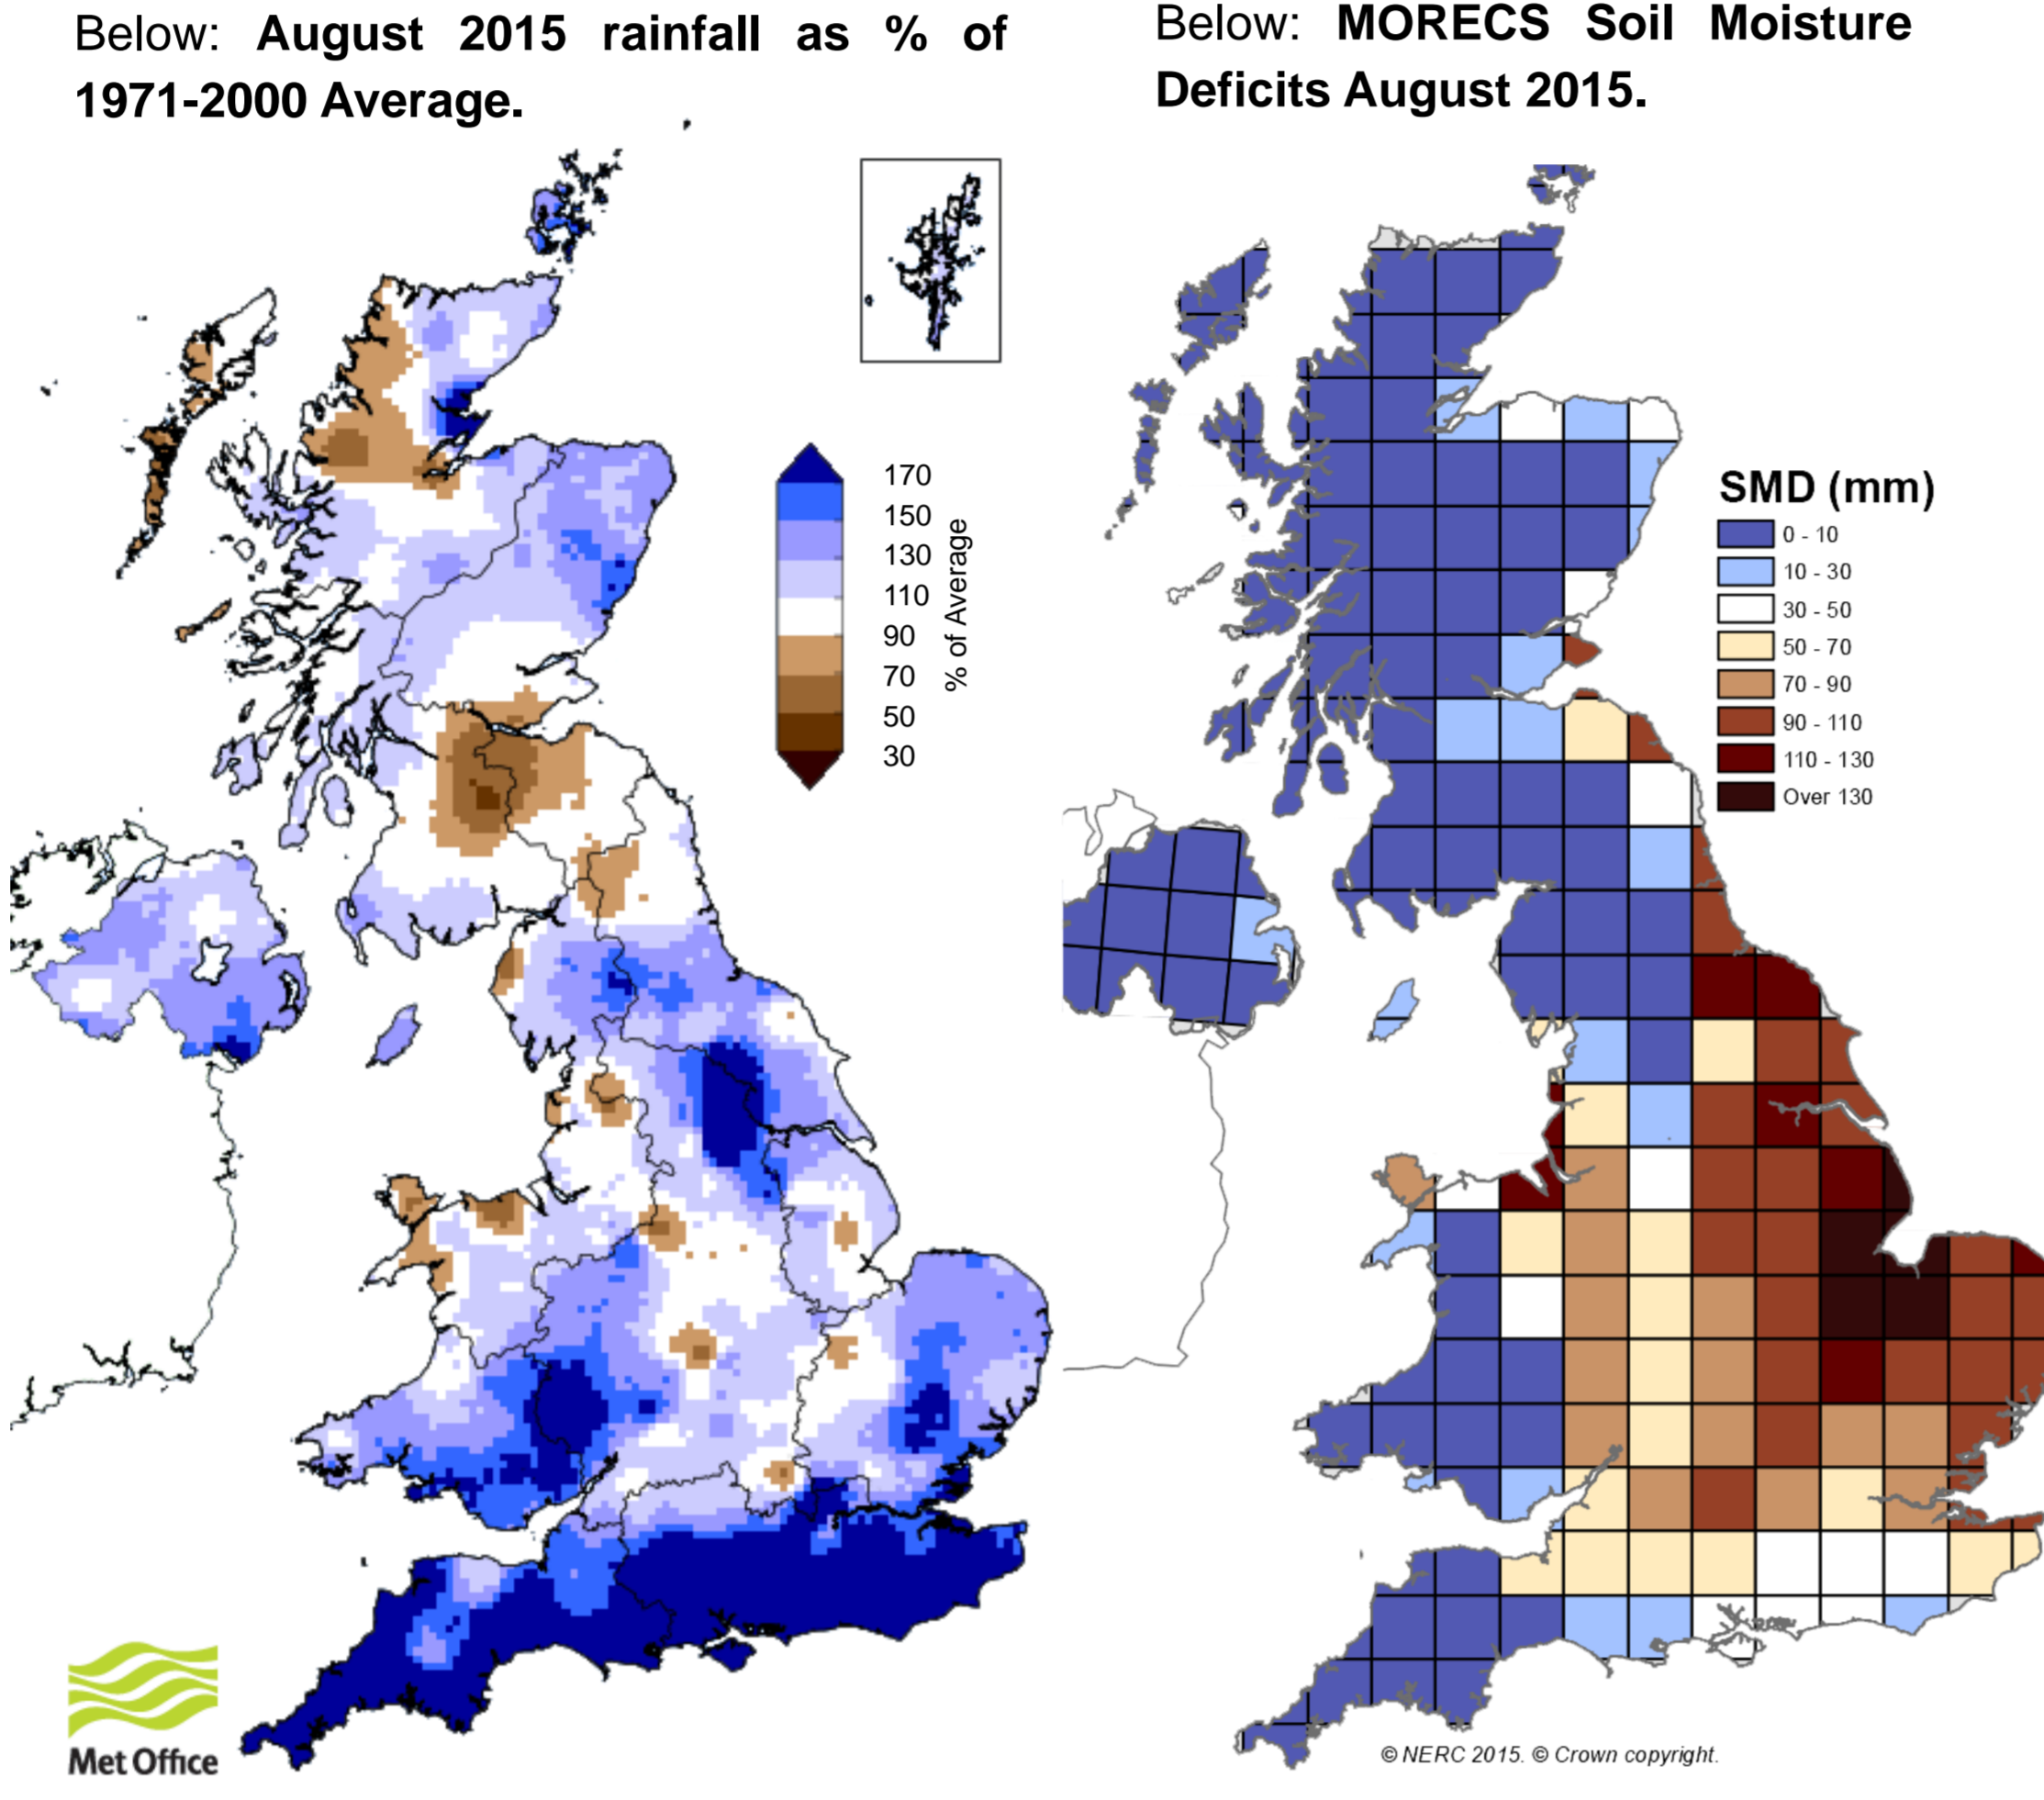 Below: August 2015 rainfall as % of
1971-2000 Average.
170
150
130
110
90
70
50
30
% of Average
Met Office
Below: MORECS Soil Moisture
Deficits August 2015.
SMD (mm)
0 - 10
10 - 30
30 - 50
50 - 70
70 - 90
90 - 110
110 - 130
Over 130
© NERC 2015. © Crown copyright.